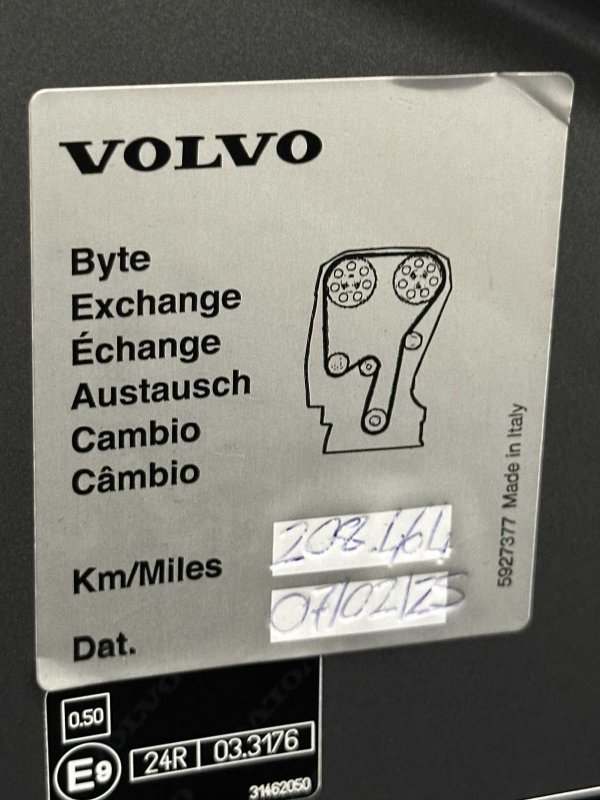 VOLVO
Byte
Exchange
Échange
Austausch
Cambio
Câmbio
Km/Miles
208.464
Dat.
07/02/25
5927377 Made in Italy
0.50
E9
24R 03.3176
31462050